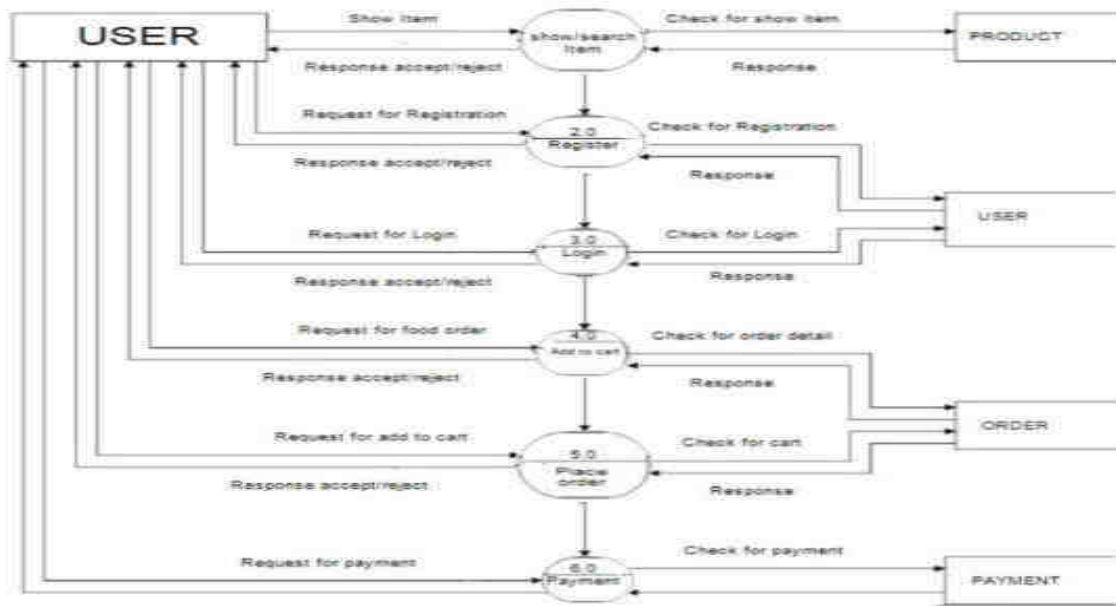 USER
Show Item
show/search
Item
Check for show item
PRODUCT
Response accept/reject
Response
Request for Registration
2.0
Register
Check for Registration
Response accept/reject
Response
USER
Request for Login
3.0
Login
Check for Login
Response accept/reject
Response
Request for food order
4.0
Add to cart
Check for order detail
Response accept/reject
Response
ORDER
Request for add to cart
5.0
Place
order
Check for cart
Response accept/reject
Response
Request for payment
6.0
Payment
Check for payment
PAYMENT